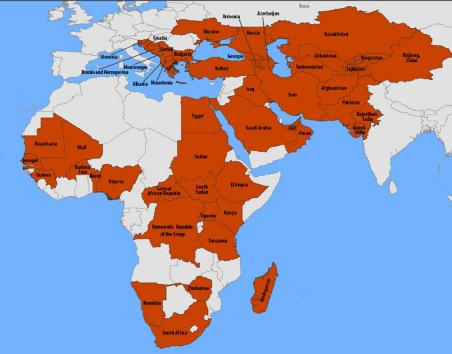 Russia
Armenia
Azerbaijan
Croatia
Ukraine
Russia
Kazakhstan
Slovenia
Serbia
Bulgaria
Georgia
Uzbekistan
Kyrgyzstan
Xinjiang,
China
Montenegro
Turkey
Turkmenistan
Tajikistan
Bosnia and Herzegovina
Albania
Macedonia
Iraq
Iran
Afghanistan
Pakistan
Rajasthan,
India
Egypt
Saudi Arabia
UAE
Oman
Gujarat,
India
Mauritania
Mali
Senegal
Guinea
Burkina
Faso
Benin
Nigeria
Sudan
Central
African Republic
South
Sudan
Ethiopia
Uganda
Kenya
Democratic Republic
of the Congo
Tanzania
Zimbabwe
Madagascar
Namibia
South Africa